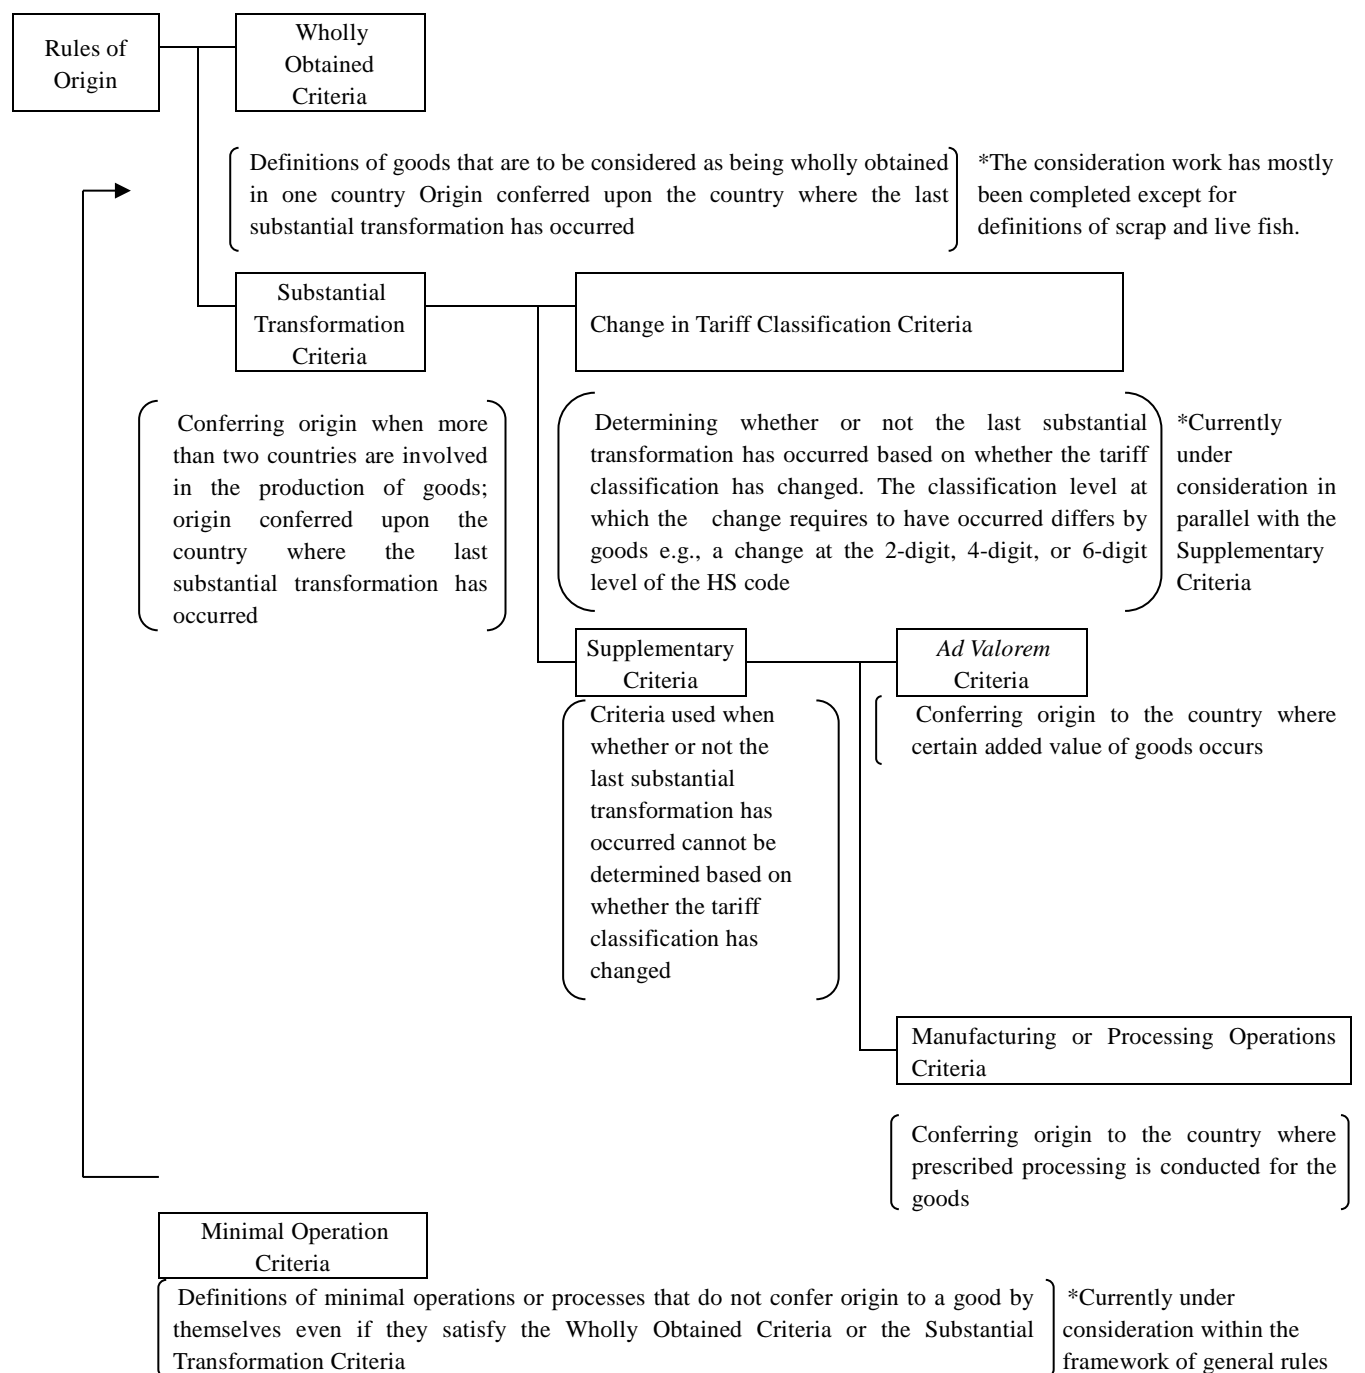 Rules of
Origin
Wholly
Obtained
Criteria
Definitions of goods that are to be considered as being wholly obtained
in one country Origin conferred upon the country where the last
substantial transformation has occurred
*The consideration work has mostly
been completed except for
definitions of scrap and live fish.
Substantial
Transformation
Criteria
Change in Tariff Classification Criteria
Conferring origin when more
than two countries are involved
in the production of goods;
origin conferred upon the
country where the last
substantial transformation has
occurred
Determining whether or not the last substantial
transformation has occurred based on whether the tariff
classification has changed. The classification level at
which the change requires to have occurred differs by
goods e.g., a change at the 2-digit, 4-digit, or 6-digit
level of the HS code
*Currently
under
consideration in
parallel with the
Supplementary
Criteria
Supplementary
Criteria
Ad Valorem
Criteria
Criteria used when
whether or not the
last substantial
transformation has
occurred cannot be
determined based on
whether the tariff
classification has
changed
Conferring origin to the country where
certain added value of goods occurs
Manufacturing or Processing Operations
Criteria
Conferring origin to the country where
prescribed processing is conducted for the
goods
Minimal Operation
Criteria
Definitions of minimal operations or processes that do not confer origin to a good by
themselves even if they satisfy the Wholly Obtained Criteria or the Substantial
Transformation Criteria
*Currently under
consideration within the
framework of general rules